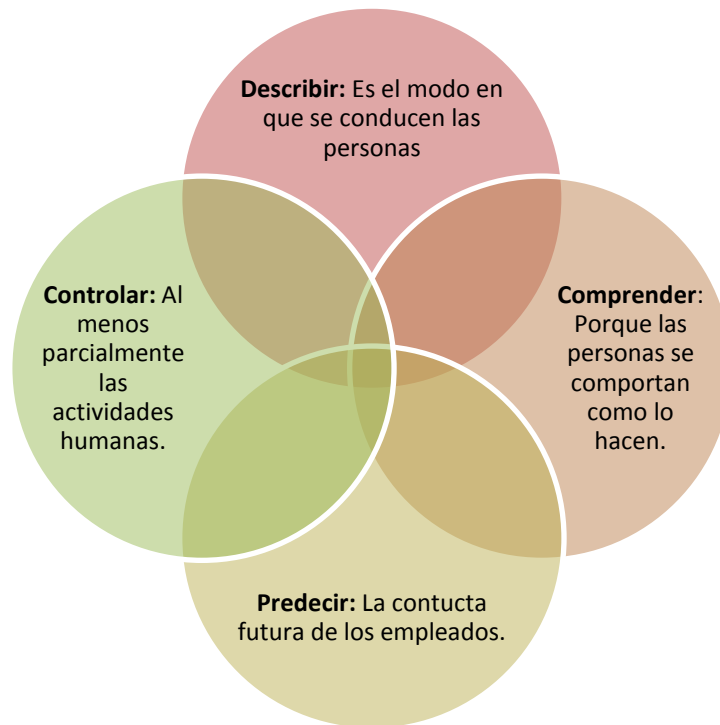 Describir: Es el modo en
que se conducen las
personas
Controlar: Al
menos
parcialmente
las
actividades
humanas.
Comprender:
Porque las
personas se
comportan
como lo
hacen.
Predecir: La contucta
futura de los empleados.